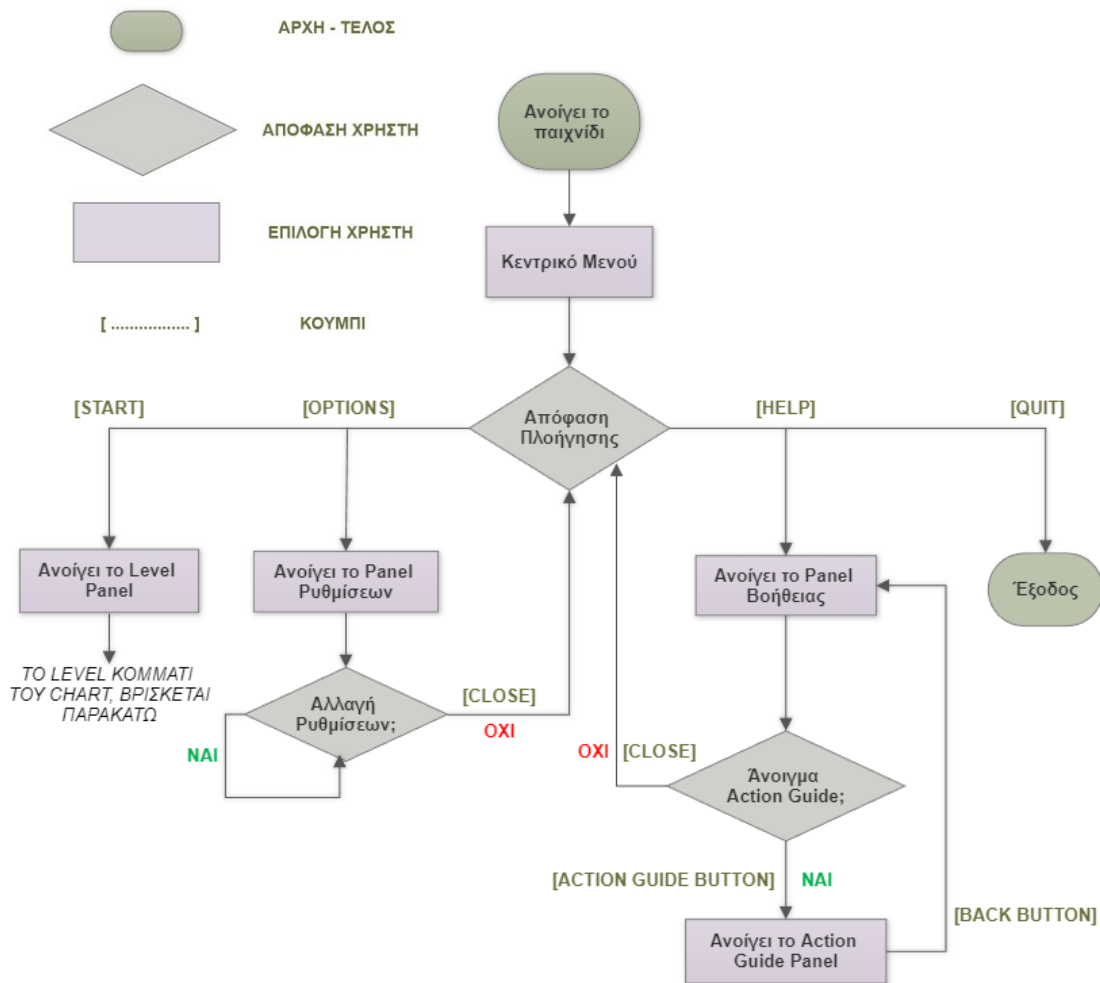 ΑΡΧΗ - ΤΕΛΟΣ
ΑΠΟΦΑΣΗ ΧΡΗΣΤΗ
ΕΠΙΛΟΓΗ ΧΡΗΣΤΗ
[ ................. ]
ΚΟΥΜΠΙ
Ανοίγει το
παιχνίδι
Κεντρικό Μενού
Απόφαση
Πλοήγησης
[START]
[OPTIONS]
[HELP]
[QUIT]
Ανοίγει το Level
Panel
Ανοίγει το Panel
Ρυθμίσεων
Ανοίγει το Panel
Βοήθειας
Έξοδος
ΤΟ LEVEL ΚΟΜΜΑΤΙ
ΤΟΥ CHART, ΒΡΙΣΚΕΤΑΙ
ΠΑΡΑΚΑΤΩ
Αλλαγή
Ρυθμίσεων;
ΝΑΙ
[CLOSE]
ΟΧΙ
ΟΧΙ
[CLOSE]
Άνοιγμα
Action Guide;
[ACTION GUIDE BUTTON]
ΝΑΙ
[BACK BUTTON]
Ανοίγει το Action
Guide Panel